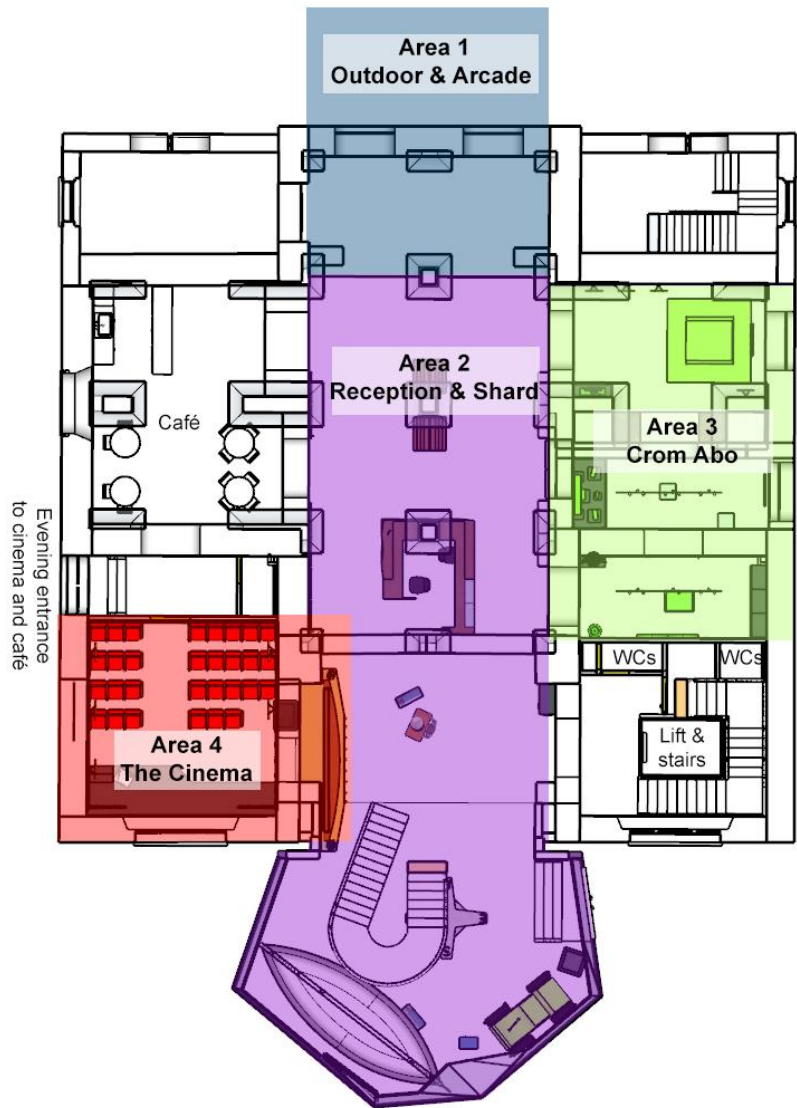 Area 1
Outdoor & Arcade
Area 2
Reception & Shard
Café
Area 3
Crom Abo
Evening entrance
to cinema and café
WCs
WCs
Area 4
The Cinema
Lift &
stairs